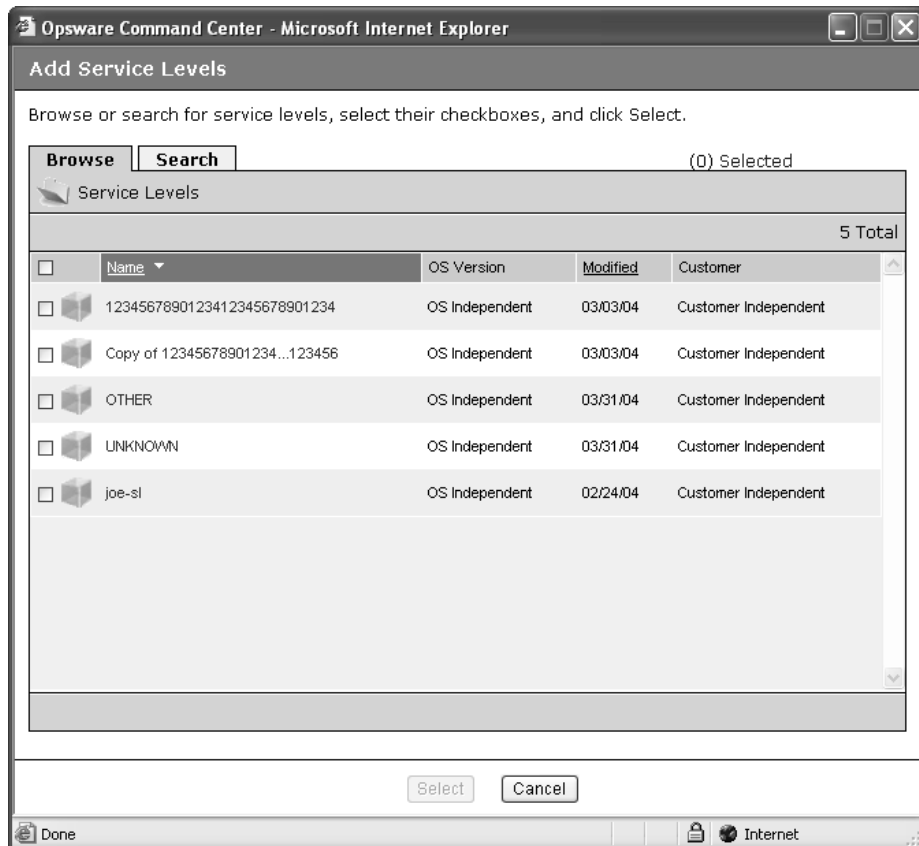 Opsware Command Center - Microsoft Internet Explorer
Add Service Levels
Browse or search for service levels, select their checkboxes, and click Select.
Browse Search (0) Selected
Service Levels
5 Total
Name OS Version Modified Customer
1234567890123412345678901234 OS Independent 03/03/04 Customer Independent
Copy of 12345678901234...123456 OS Independent 03/03/04 Customer Independent
OTHER OS Independent 03/31/04 Customer Independent
UNKNOWN OS Independent 03/31/04 Customer Independent
joe-sl OS Independent 02/24/04 Customer Independent
Select Cancel
Done Internet